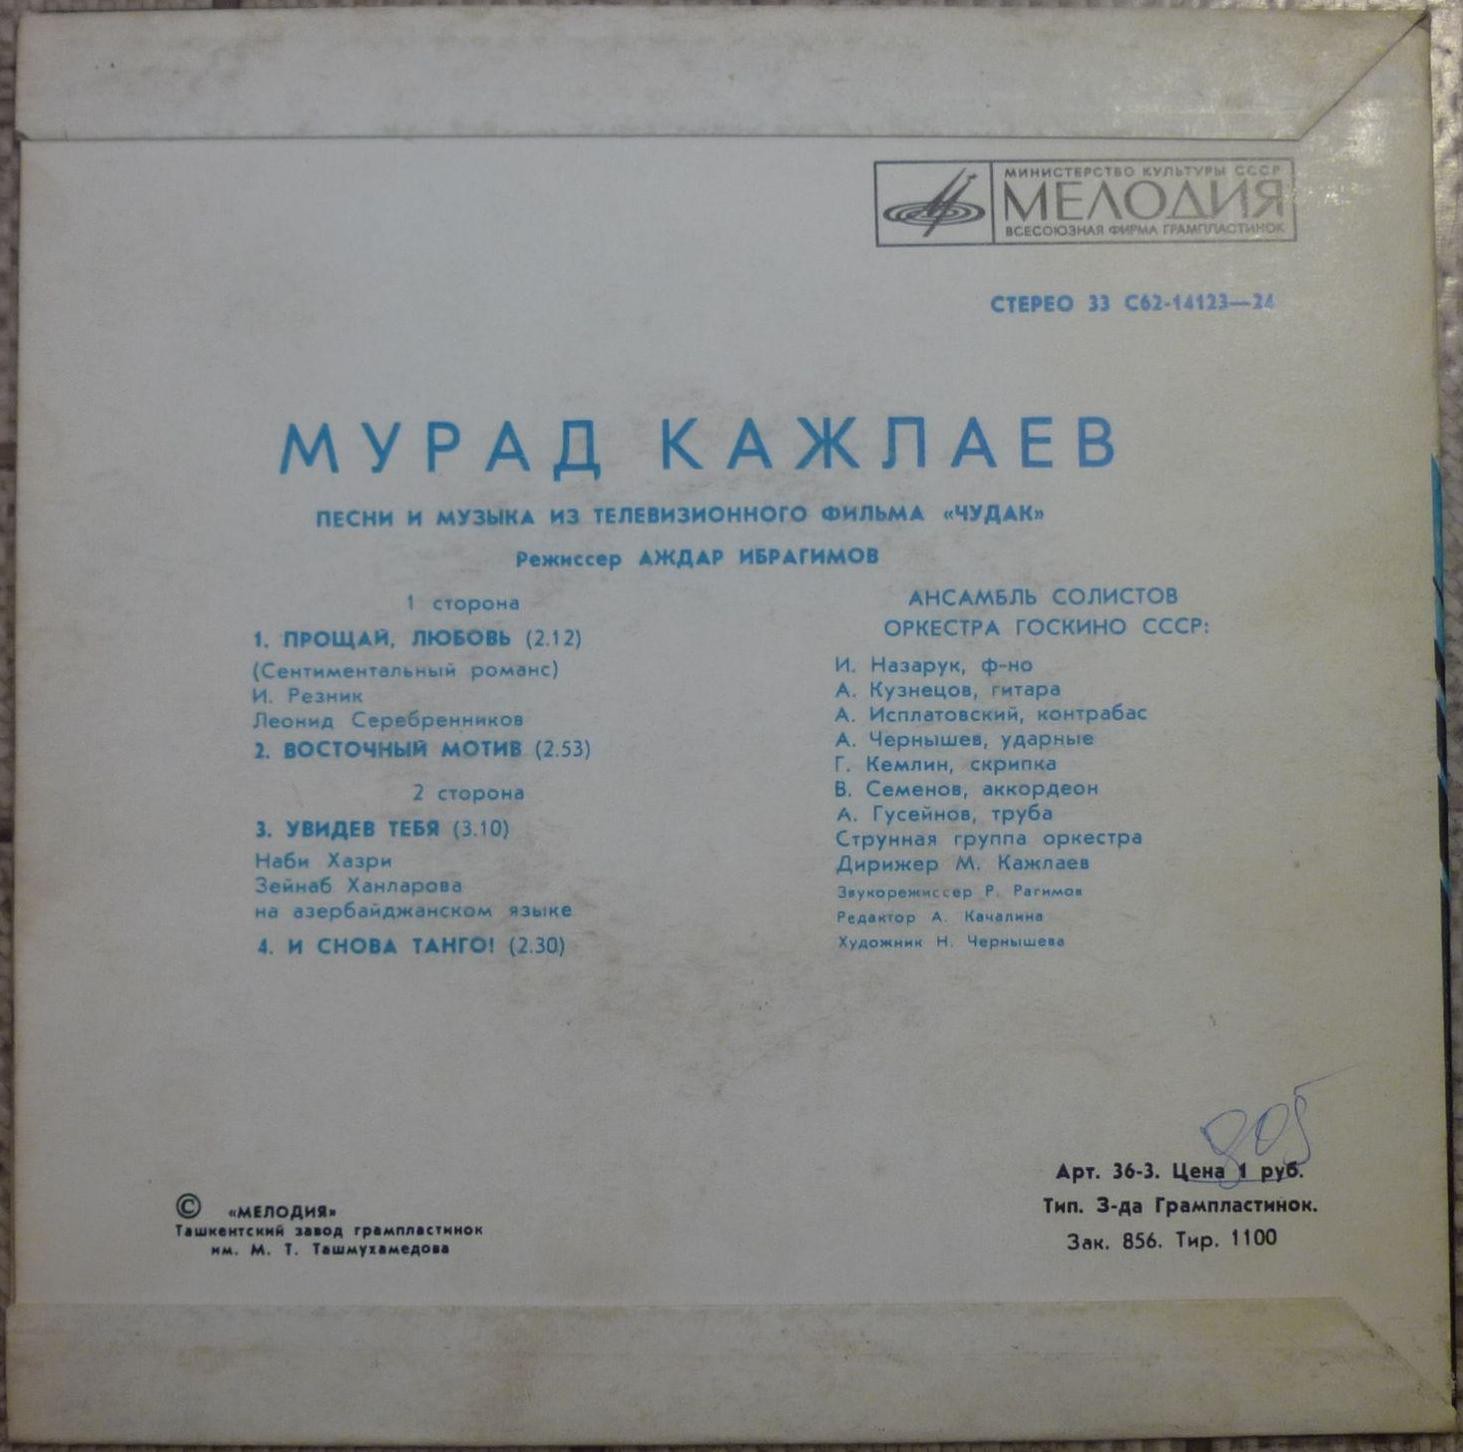 МИНИСТЕРСТВО КУЛЬТУРЫ СССР
МЕЛОДИЯ
ВСЕСОЮЗНАЯ ФИРМА ГРАМПЛАСТИНОК
СТЕРЕО 33 С62-14123—24
МУРАД КАЖЛАЕВ
ПЕСНИ И МУЗЫКА ИЗ ТЕЛЕВИЗИОННОГО ФИЛЬМА «ЧУДАК»
Режиссер АЖДАР ИБРАГИМОВ
1 сторона
1. ПРОЩАЙ, ЛЮБОВЬ (2.12)
(Сентиментальный романс)
И. Резник
Леонид Серебренников
2. ВОСТОЧНЫЙ МОТИВ (2.53)
2 сторона
3. УВИДЕВ ТЕБЯ (3.10)
Наби Хазри
Зейнаб Ханларова
на азербайджанском языке
4. И СНОВА ТАНГО! (2.30)
АНСАМБЛЬ СОЛИСТОВ
ОРКЕСТРА ГОСКИНО СССР:
И. Назарук, ф-но
А. Кузнецов, гитара
А. Исплатовский, контрабас
А. Чернышев, ударные
Г. Кемлин, скрипка
В. Семенов, аккордеон
А. Гусейнов, труба
Струнная группа оркестра
Дирижер М. Кажлаев
Звукорежиссер Р. Рагимов
Редактор А. Качалина
Художник Н. Чернышева
© «МЕЛОДИЯ»
Ташкентский завод грампластинок
им. М. Т. Ташмухамедова
Арт. 36-3. Цена 1 руб.
Тип. З-да Грампластинок.
Зак. 856. Тир. 1100